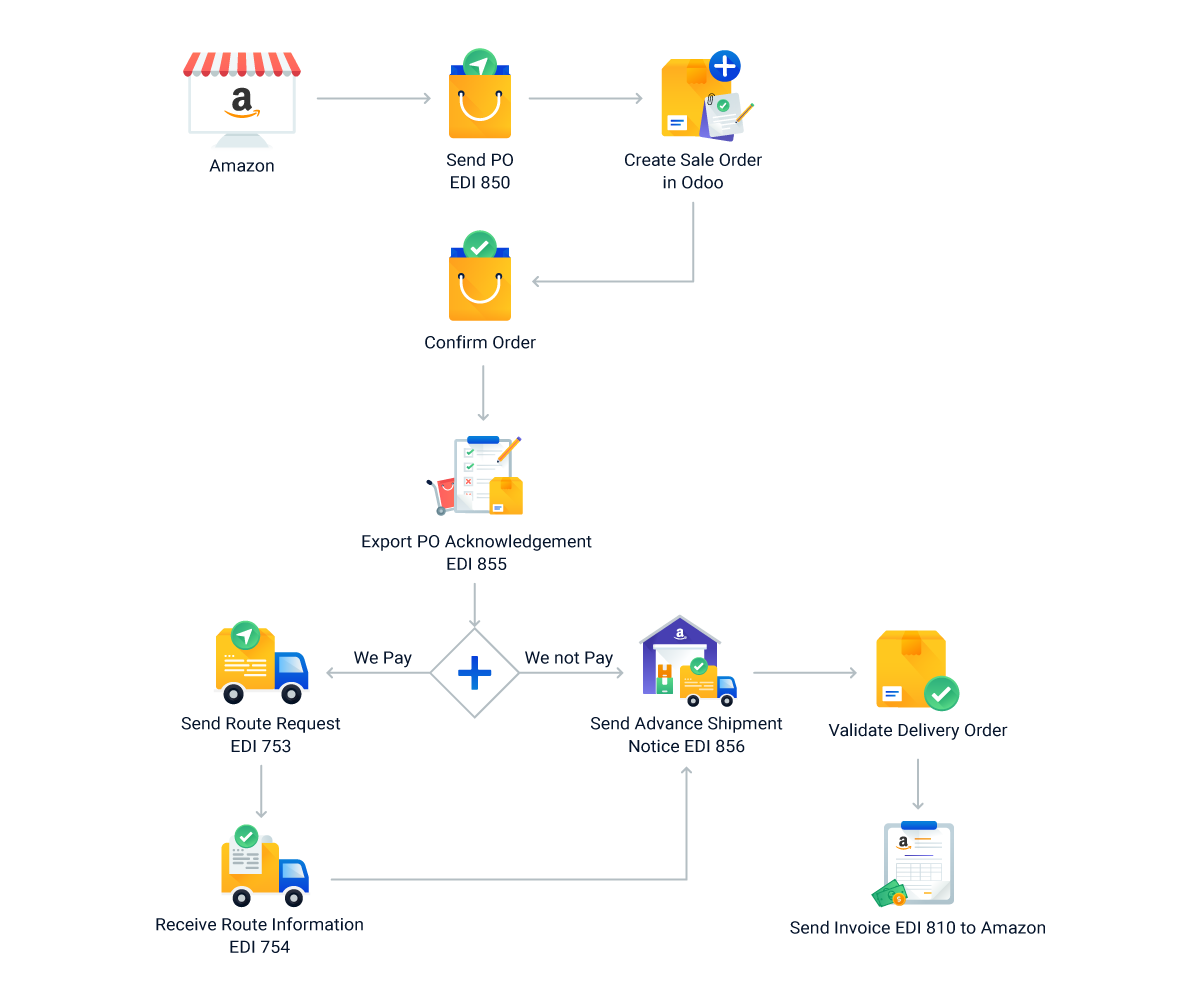 a
Amazon
Send PO
EDI 850
Create Sale Order
in Odoo
Confirm Order
Export PO Acknowledgement
EDI 855
We Pay
We not Pay
a
Send Route Request
EDI 753
Send Advance Shipment
Notice EDI 856
Validate Delivery Order
a
Receive Route Information
EDI 754
Send Invoice EDI 810 to Amazon